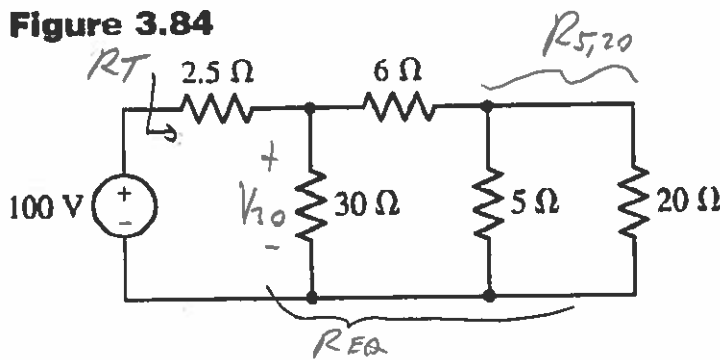 Figure 3.84
RT
2.5 Ω
6 Ω
R5,20
100 V
+
-
+
V30
-
30 Ω
5 Ω
20 Ω
REQ